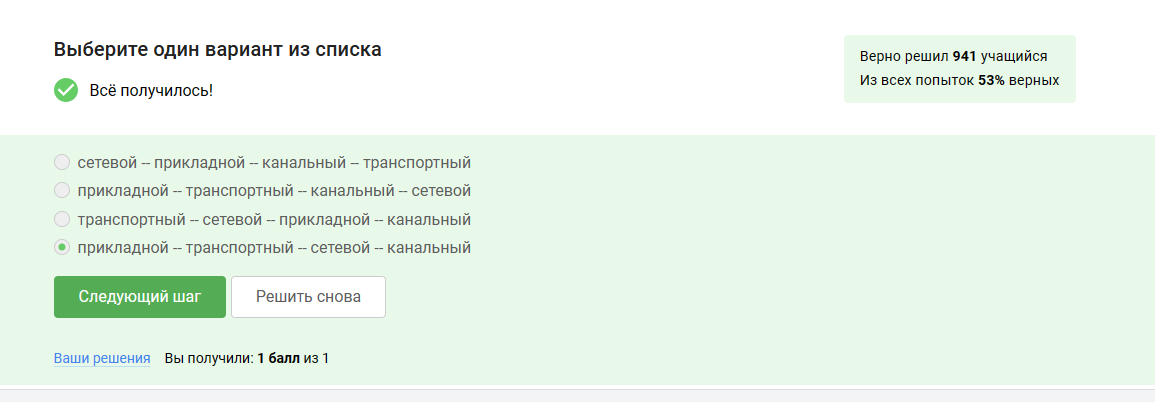 Выберите один вариант из списка
Всё получилось!
Верно решил 941 учащийся
Из всех попыток 53% верных
сетевой -- прикладной -- канальный -- транспортный
прикладной -- транспортный -- канальный -- сетевой
транспортный -- сетевой -- прикладной -- канальный
прикладной -- транспортный -- сетевой -- канальный
Следующий шаг Решить снова
Ваши решения Вы получили: 1 балл из 1